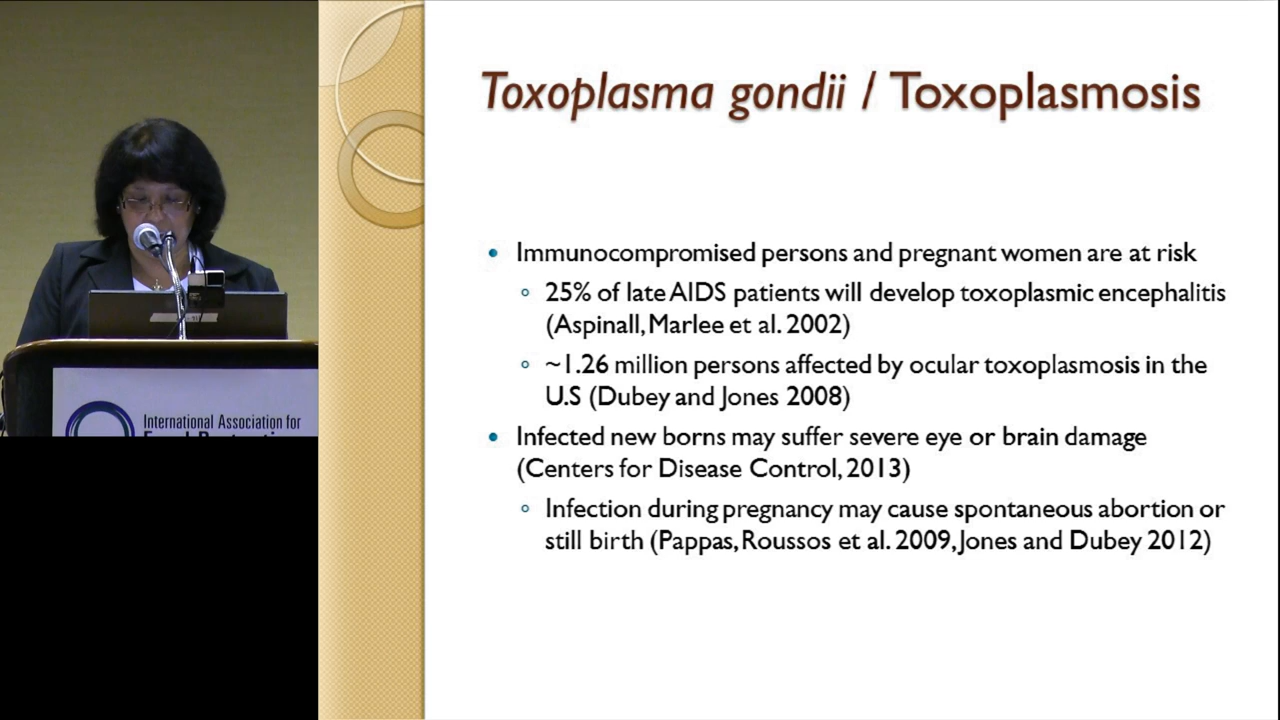 Toxoplasma gondii / Toxoplasmosis
Immunocompromised persons and pregnant women are at risk
25% of late AIDS patients will develop toxoplasmic encephalitis
(Aspinall, Marlee et al. 2002)
~1.26 million persons affected by ocular toxoplasmosis in the
U.S (Dubey and Jones 2008)
Infected new borns may suffer severe eye or brain damage
(Centers for Disease Control, 2013)
Infection during pregnancy may cause spontaneous abortion or
still birth (Pappas, Roussos et al. 2009, Jones and Dubey 2012)
International Association for